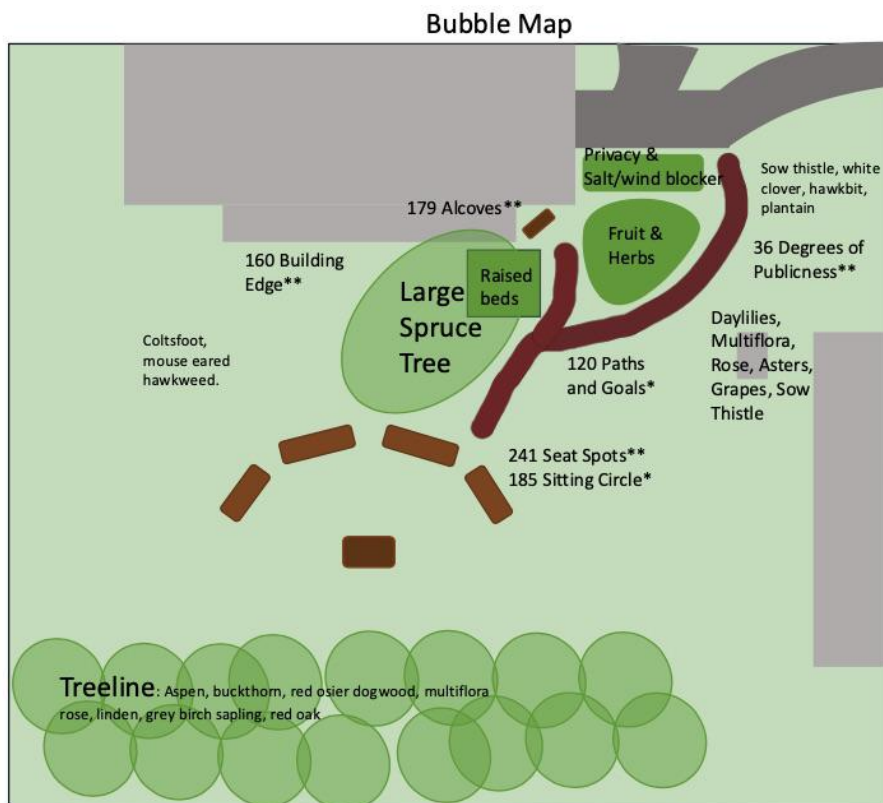 Bubble Map
Privacy &
Salt/wind blocker
Sow thistle, white
clover, hawkbit,
plantain
179 Alcoves**
Fruit &
Herbs
36 Degrees of
Publicness**
160 Building
Edge**
Raised
beds
Large
Spruce
Tree
Coltsfoot,
mouse eared
hawkweed.
Daylilies,
Multiflora,
Rose, Asters,
Grapes, Sow
Thistle
120 Paths
and Goals*
241 Seat Spots**
185 Sitting Circle*
Treeline: Aspen, buckthorn, red osier dogwood, multiflora
rose, linden, grey birch sapling, red oak